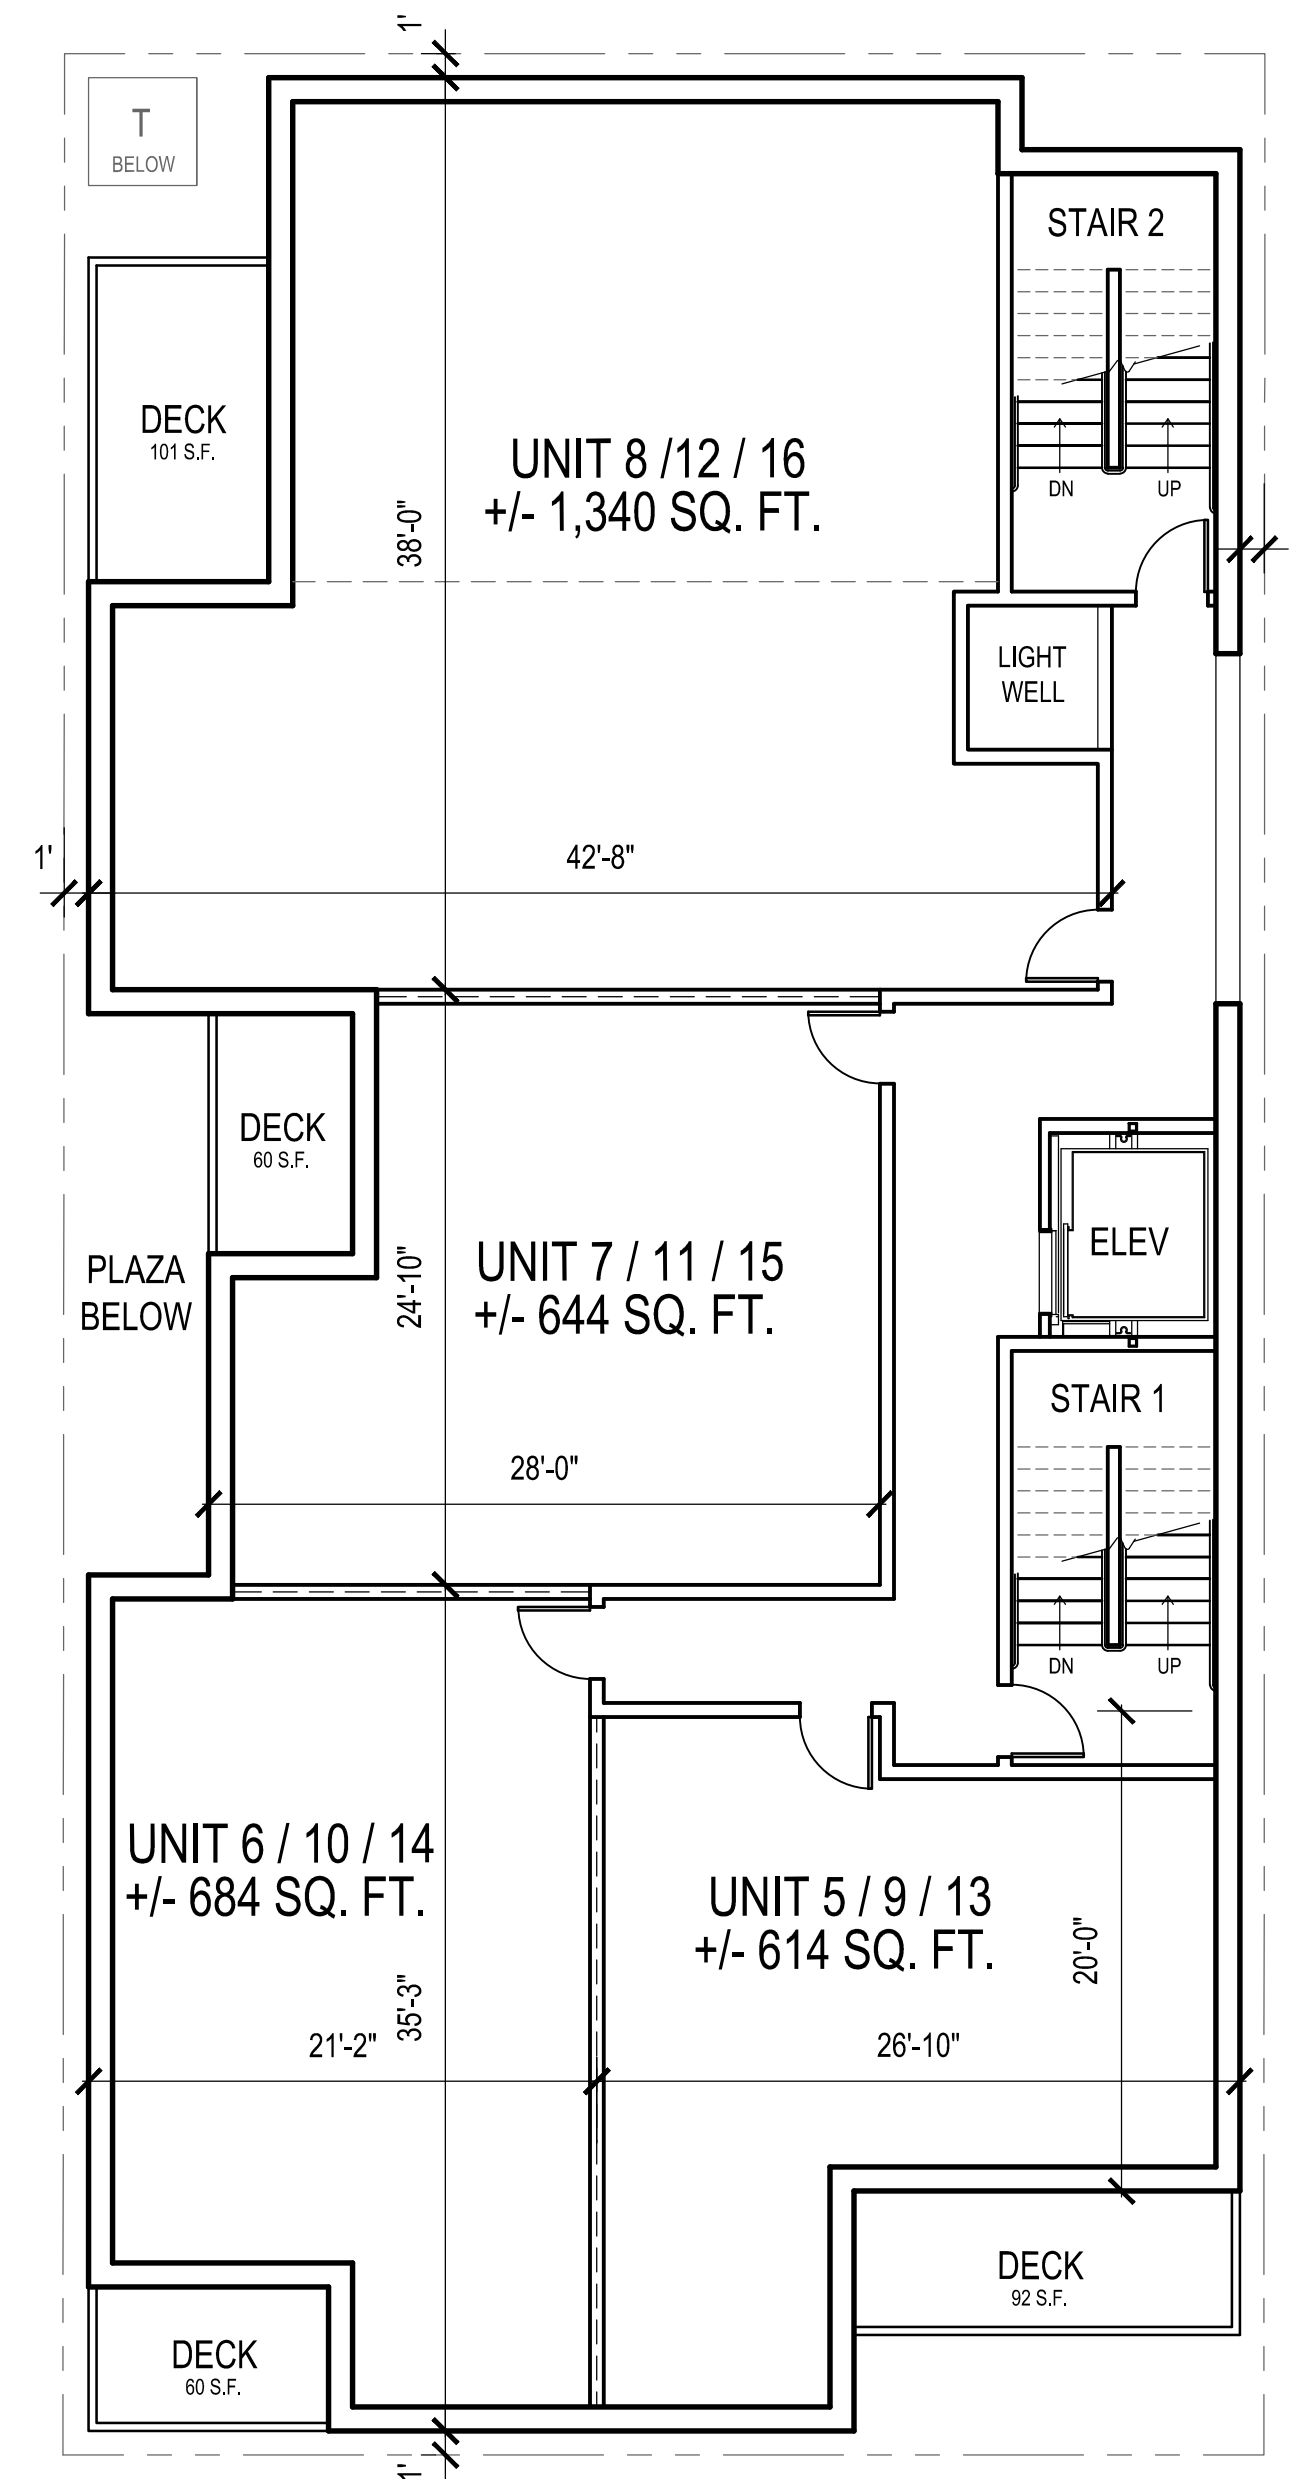 1'
T
BELOW
STAIR 2
DECK
101 S.F.
UNIT 8 /12 / 16
+/- 1,340 SQ. FT.
38'-0"
DN
UP
LIGHT
WELL
1'
42'-8"
DECK
60 S.F.
PLAZA
BELOW
UNIT 7 / 11 / 15
+/- 644 SQ. FT.
24'-10"
ELEV
STAIR 1
28'-0"
DN
UP
UNIT 6 / 10 / 14
+/- 684 SQ. FT.
UNIT 5 / 9 / 13
+/- 614 SQ. FT.
20'-0"
35'-3"
21'-2"
26'-10"
DECK
92 S.F.
DECK
60 S.F.
1'